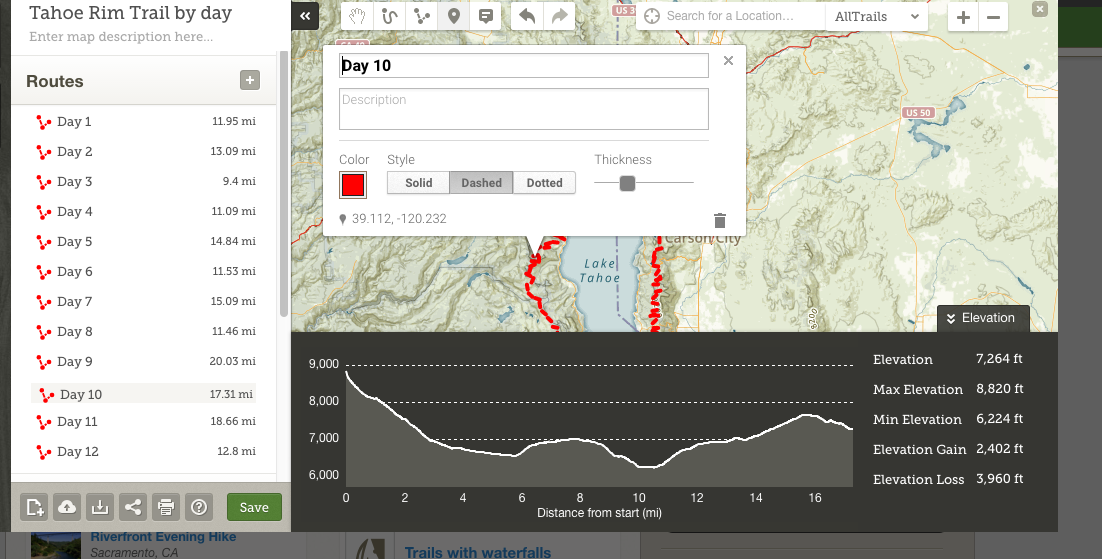 Tahoe Rim Trail by day
Enter map description here...
Routes
Day 1 11.95 mi
Day 2 13.09 mi
Day 3 9.4 mi
Day 4 11.09 mi
Day 5 14.84 mi
Day 6 11.53 mi
Day 7 15.09 mi
Day 8 11.46 mi
Day 9 20.03 mi
Day 10 17.31 mi
Day 11 18.66 mi
Day 12 12.8 mi
Save
Search for a Location...
AllTrails
Day 10
Description
Color Style Thickness
Solid Dashed Dotted
39.112, -120.232
US 50
Carson City
Lake
Tahoe
Elevation
9,000
8,000
7,000
6,000
0 2 4 6 8 10 12 14 16
Distance from start (mi)
Elevation 7,264 ft
Max Elevation 8,820 ft
Min Elevation 6,224 ft
Elevation Gain 2,402 ft
Elevation Loss 3,960 ft
Riverfront Evening Hike
Sacramento, CA
Trails with waterfalls